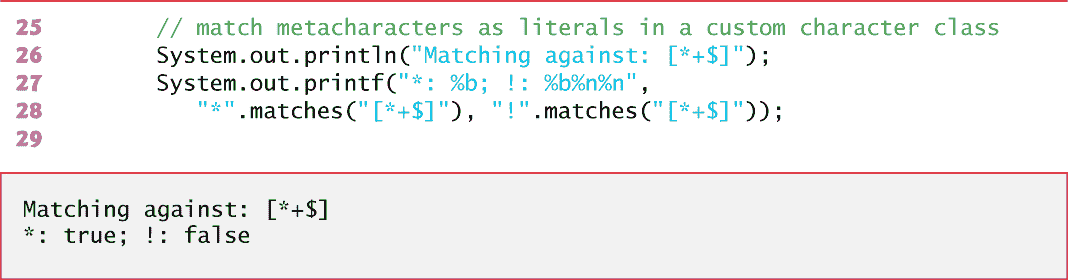 25 // match metacharacters as literals in a custom character class
26 System.out.println("Matching against: [*+$]");
27 System.out.printf("*: %b; !: %b%n%n",
28 "*".matches("[*+$]"), "!".matches("[*+$]"));
29
Matching against: [*+$]
*: true; !: false